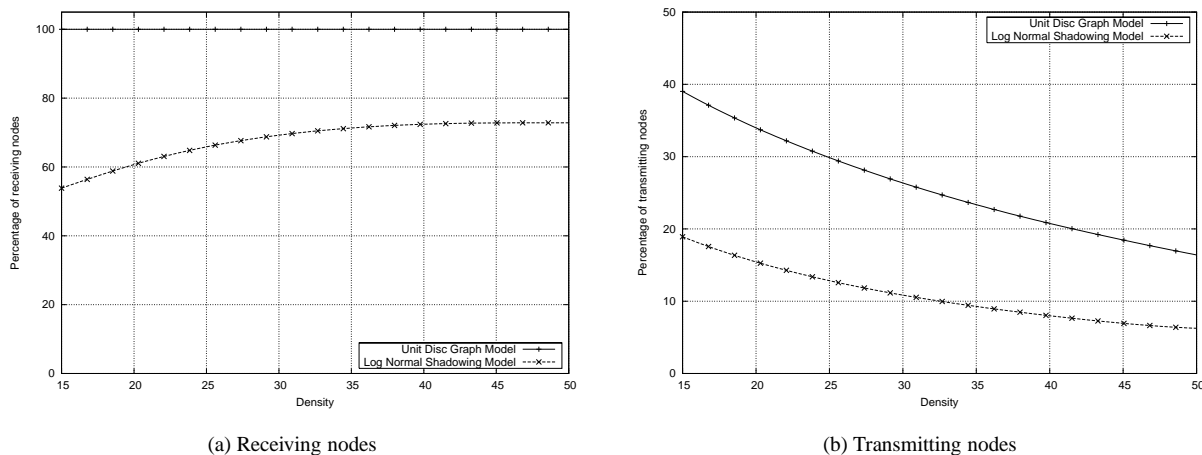 100
80
60
40
20
0
Percentage of receiving nodes
Unit Disc Graph Model
Log Normal Shadowing Model
15 20 25 30 35 40 45 50
Density
(a) Receiving nodes
50
40
30
20
10
0
Percentage of transmitting nodes
Unit Disc Graph Model
Log Normal Shadowing Model
15 20 25 30 35 40 45 50
Density
(b) Transmitting nodes